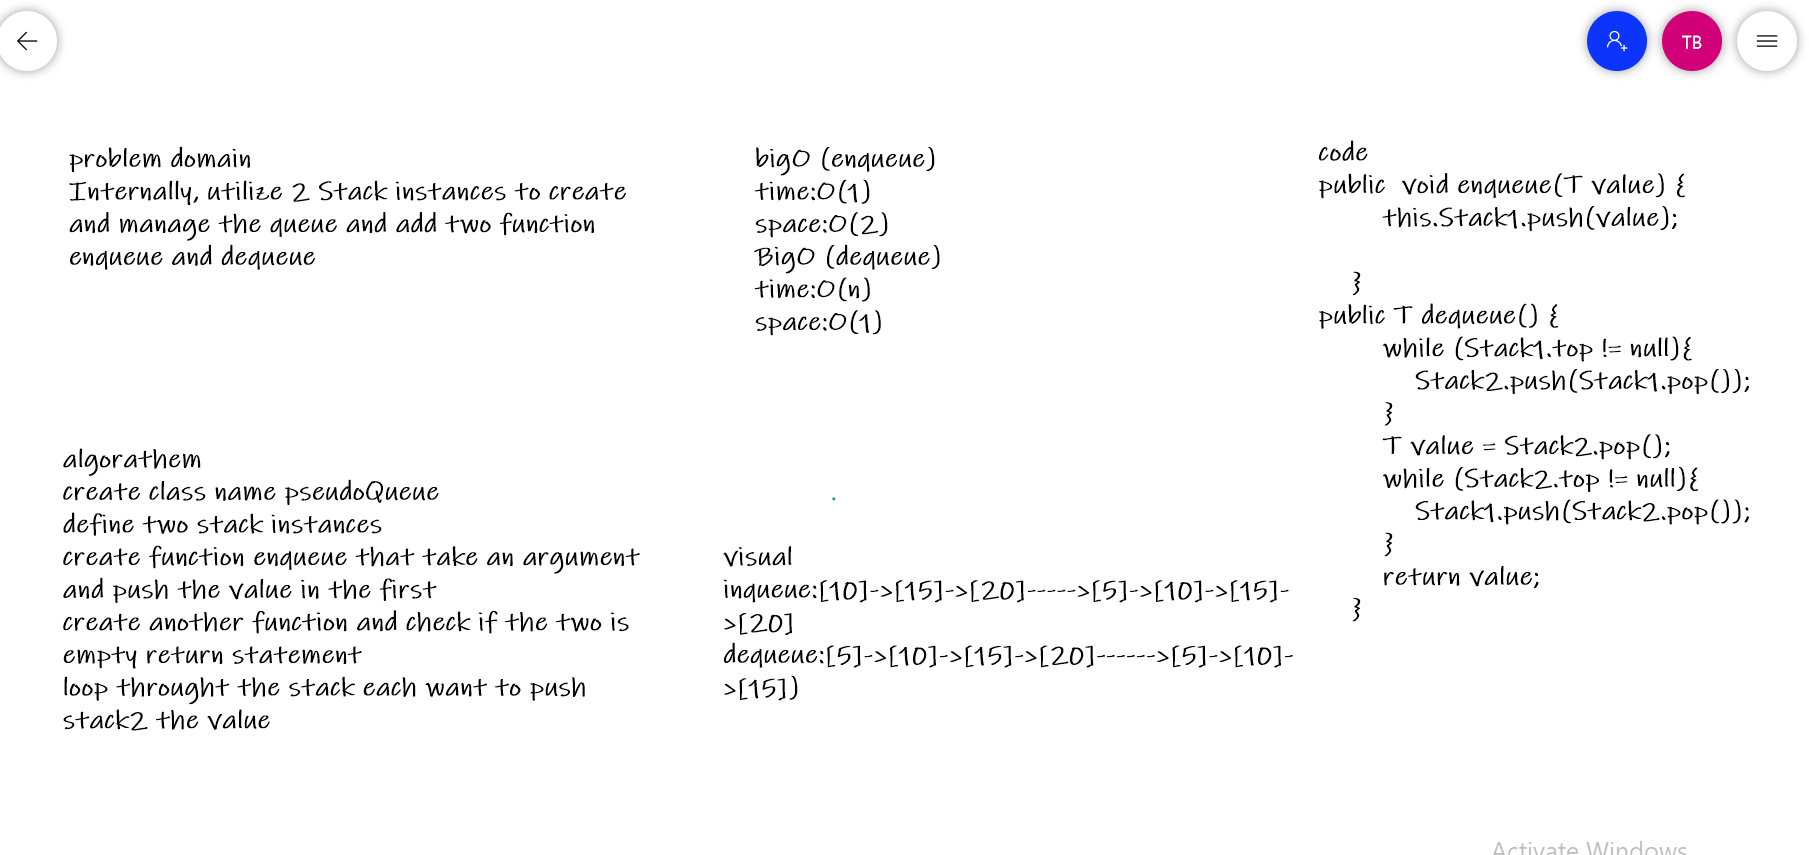 TB
problem domain
Internally, utilize 2 Stack instances to create
and manage the queue and add two function
enqueue and dequeue
algorathem
create class name pseudoQueue
define two stack instances
create function enqueue that take an argument
and push the value in the first
create another function and check if the two is
empty return statement
loop throught the stack each want to push
stack2 the value
bigO (enqueue)
time:O(1)
space:O(2)
BigO (dequeue)
time:O(n)
space:O(1)
visual
inqueue:[10]->[15]->[20]----->[5]->[10]->[15]-
>[20]
dequeue:[5]->[10]->[15]->[20]------>[5]->[10]-
>[15])
code
public  void enqueue(T value) {
this.Stack1.push(value);
}
public T dequeue() {
while (Stack1.top != null){
Stack2.push(Stack1.pop());
}
T value = Stack2.pop();
while (Stack2.top != null){
Stack1.push(Stack2.pop());
}
return value;
}
Activate Windows